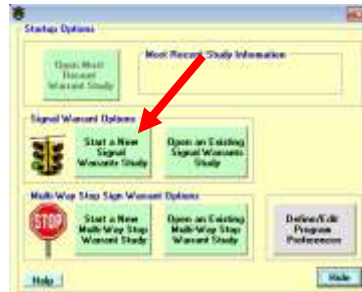 Startup Options
Open Most
Recent
Warrant Study
Most Recent Study Information
Signal Warrant Options
Start a New
Signal
Warrants Study
Open an Existing
Signal Warrants
Study
Multi-Way Stop Sign Warrant Options
STOP
Start a New
Multi-Way Stop
Warrant Study
Open an Existing
Multi-Way Stop
Warrant Study
Define/Edit
Program
Preferences
Help
Hide